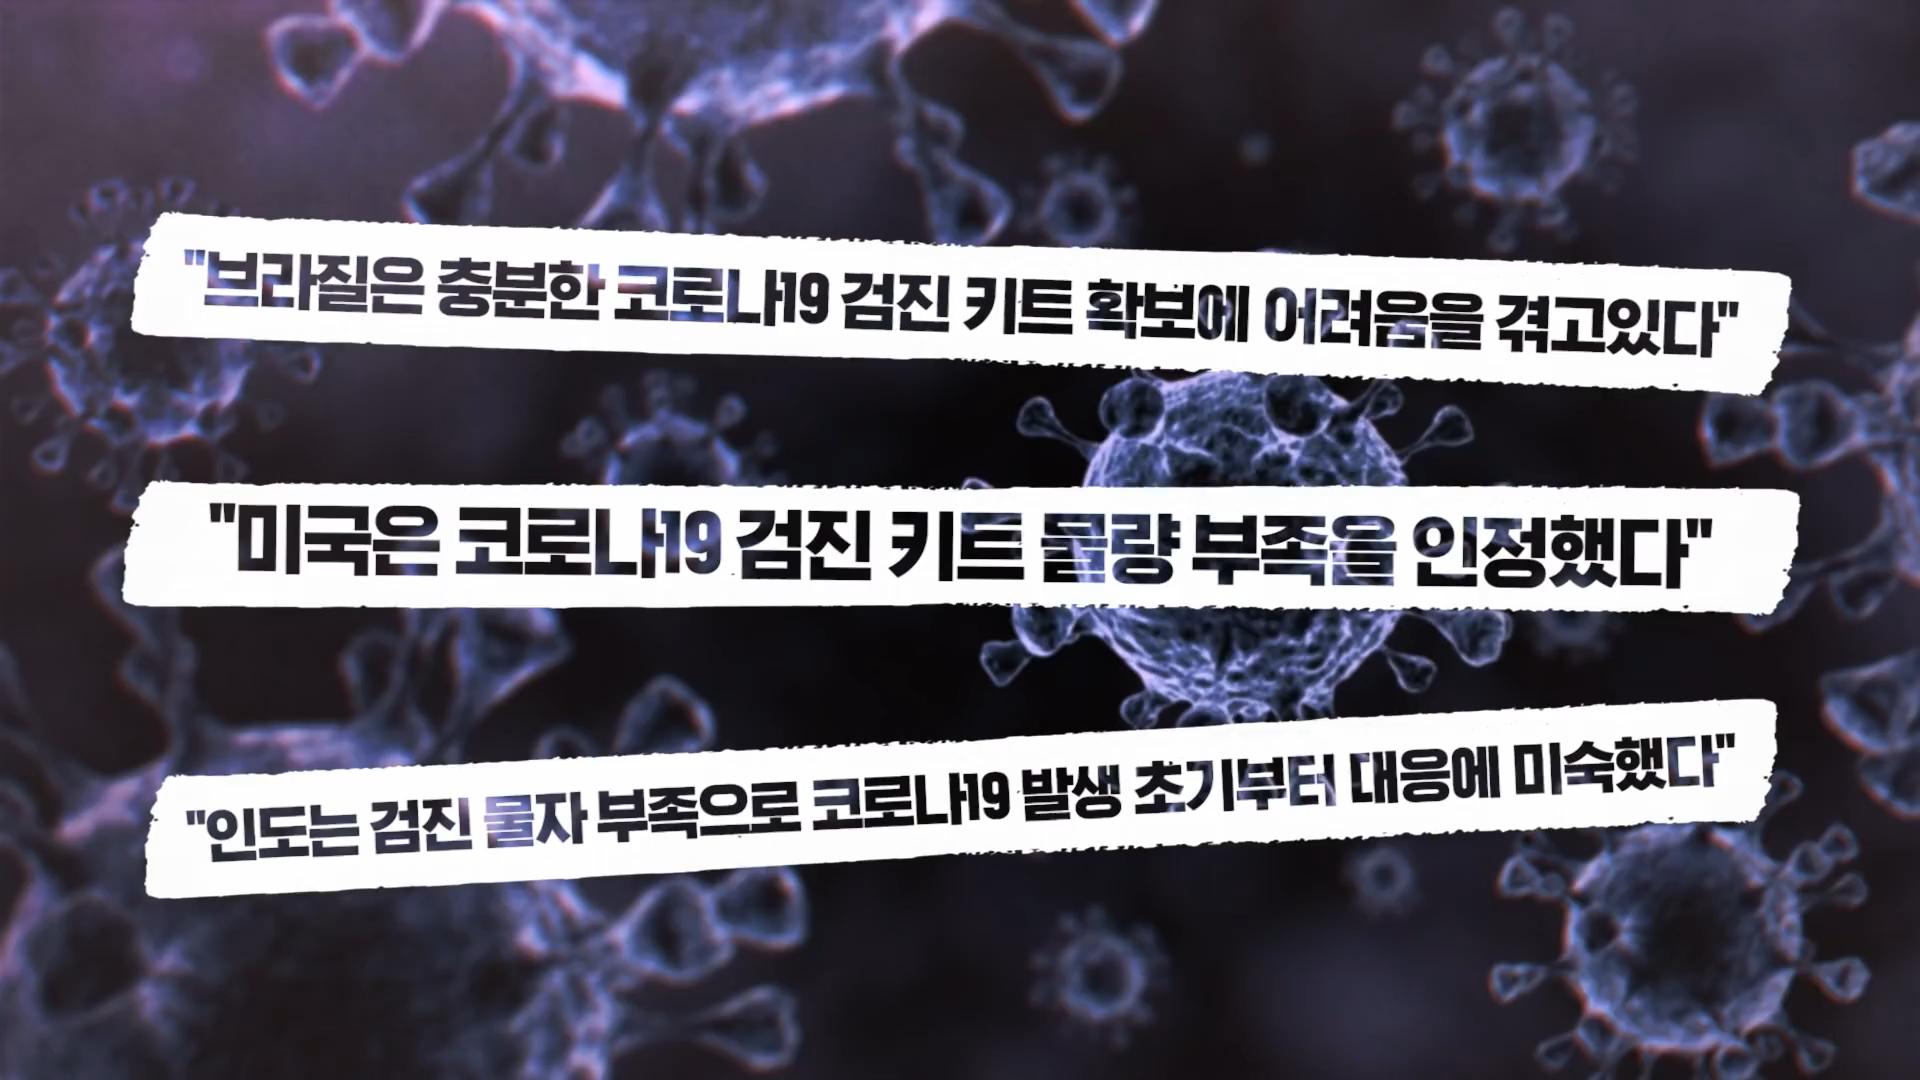 "브라질은 충분한 코로나19 검진 키트 확보에 어려움을 겪고있다"
"미국은 코로나19 검진 키트 물량 부족을 인정했다"
"인도는 검진 물자 부족으로 코로나19 발생 초기부터 대응에 미숙했다"